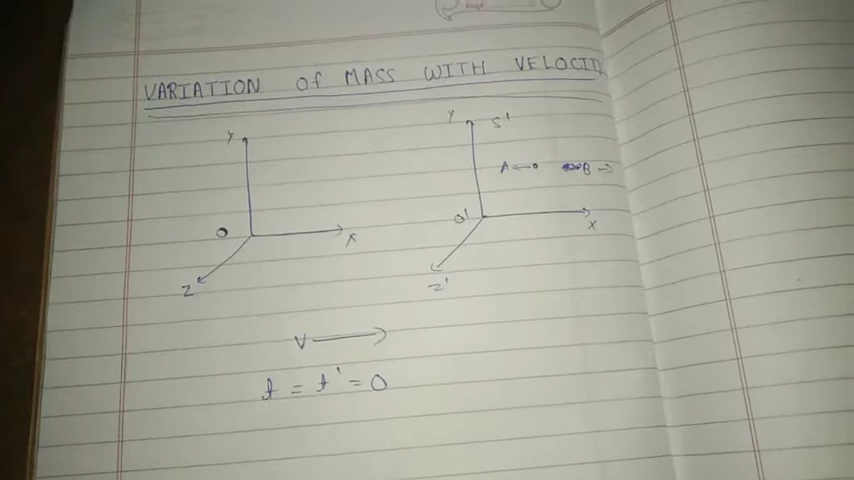 VARIATION of MASS WITH VELOCIT
Y
Y S'
A B
O
O'
X
X
Z
Z'
V
t = t' = 0